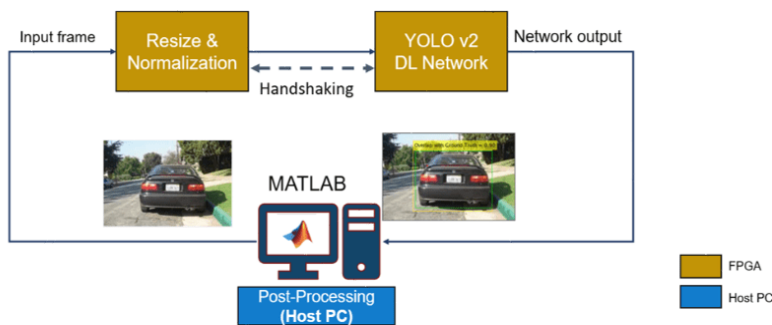 Input frame
Resize &
Normalization
YOLO v2
DL Network
Network output
Handshaking
MATLAB
Post-Processing
(Host PC)
FPGA
Host PC